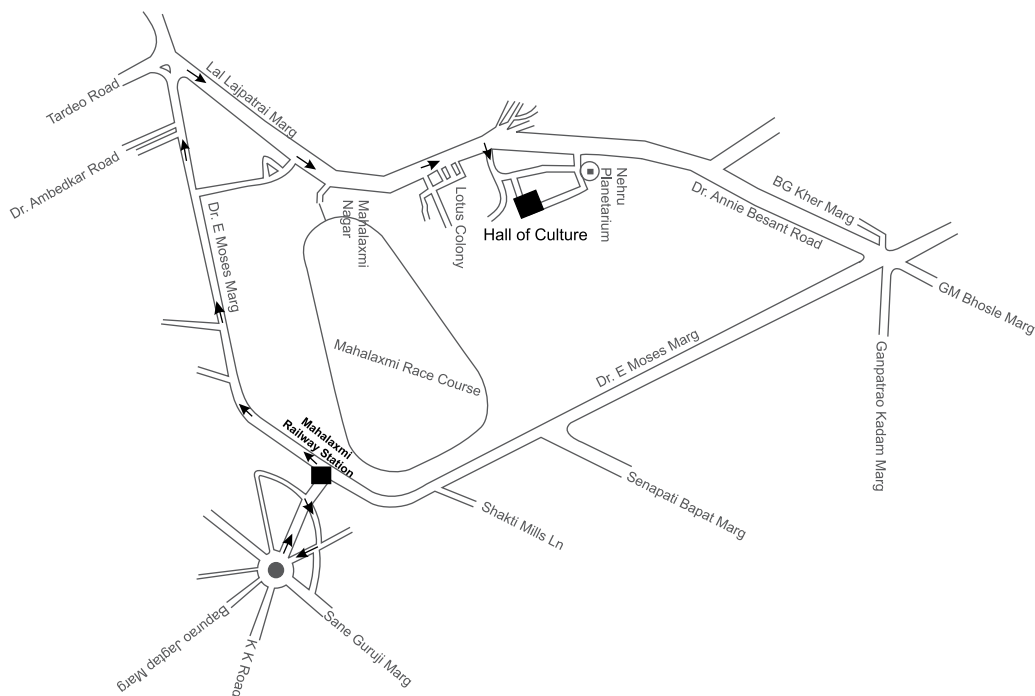 Tardeo Road
Lal Lajpatrai Marg
Dr. Ambedkar Road
Dr. E Moses Marg
Mahalaxmi
Nagar
Lotus Colony
Nehru
Planetarium
Hall of Culture
BG Kher Marg
Dr. Annie Besant Road
GM Bhosle Marg
Ganpatrao Kadam Marg
Dr. E Moses Marg
Mahalaxmi Race Course
Mahalaxmi
Railway Station
Senapati Bapat Marg
Shakti Mills Ln
Sane Guruji Marg
K K Road
Bapurao Jagtap Marg